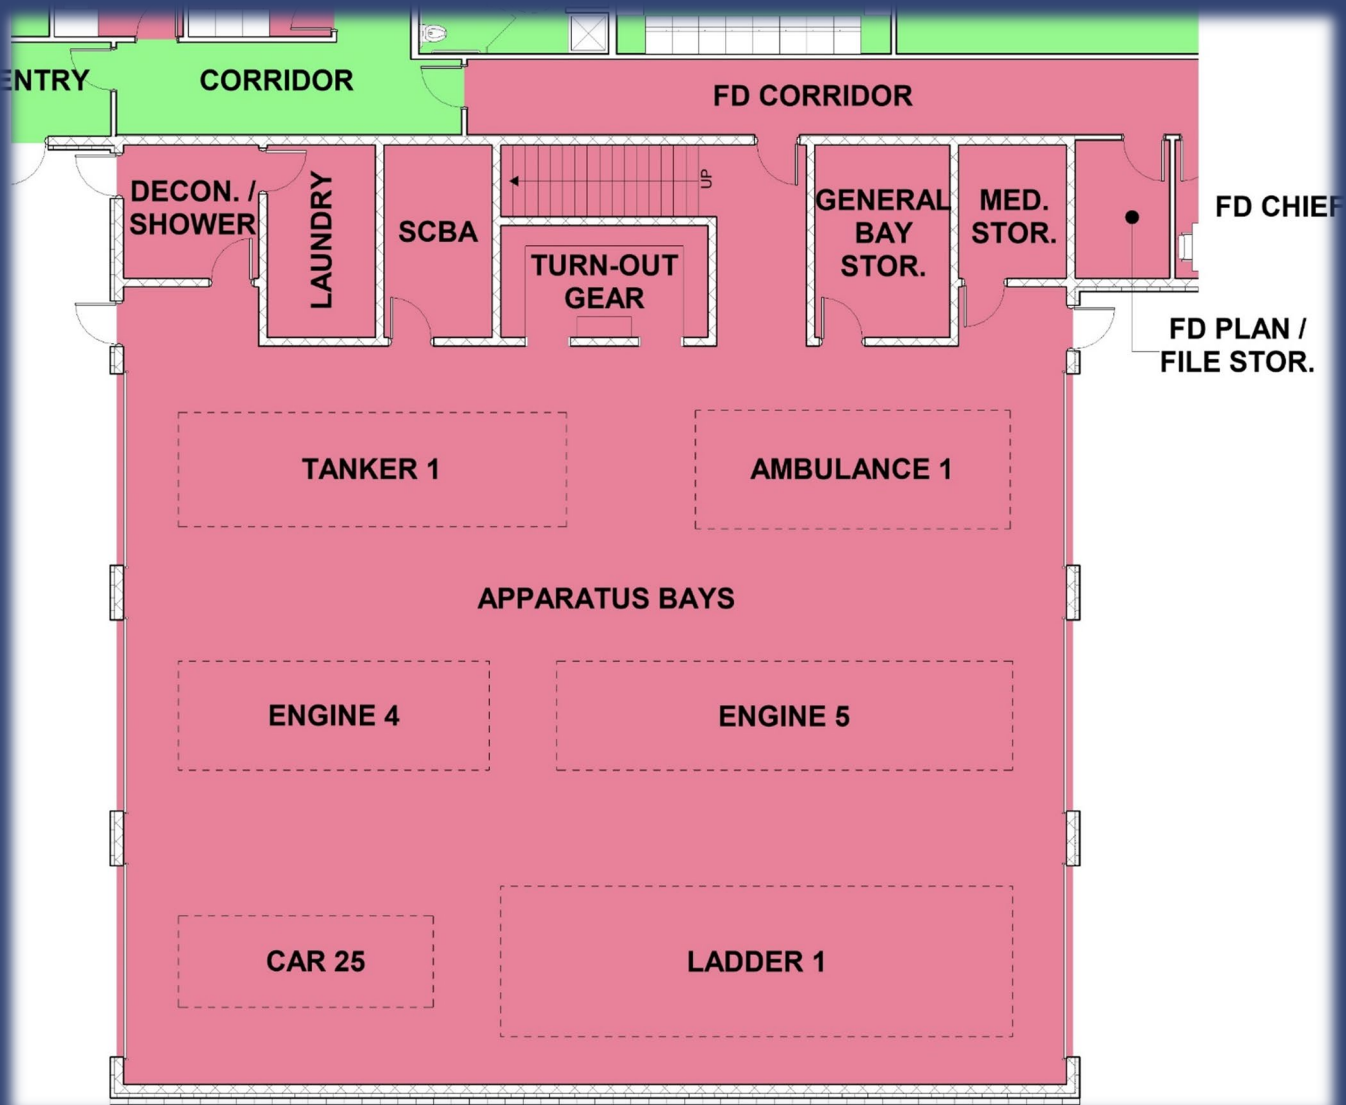 ENTRY
CORRIDOR
FD CORRIDOR
DECON. /
SHOWER
LAUNDRY
SCBA
UP
TURN-OUT
GEAR
GENERAL
BAY
STOR.
MED.
STOR.
FD CHIEF
FD PLAN /
FILE STOR.
TANKER 1
AMBULANCE 1
APPARATUS BAYS
ENGINE 4
ENGINE 5
CAR 25
LADDER 1